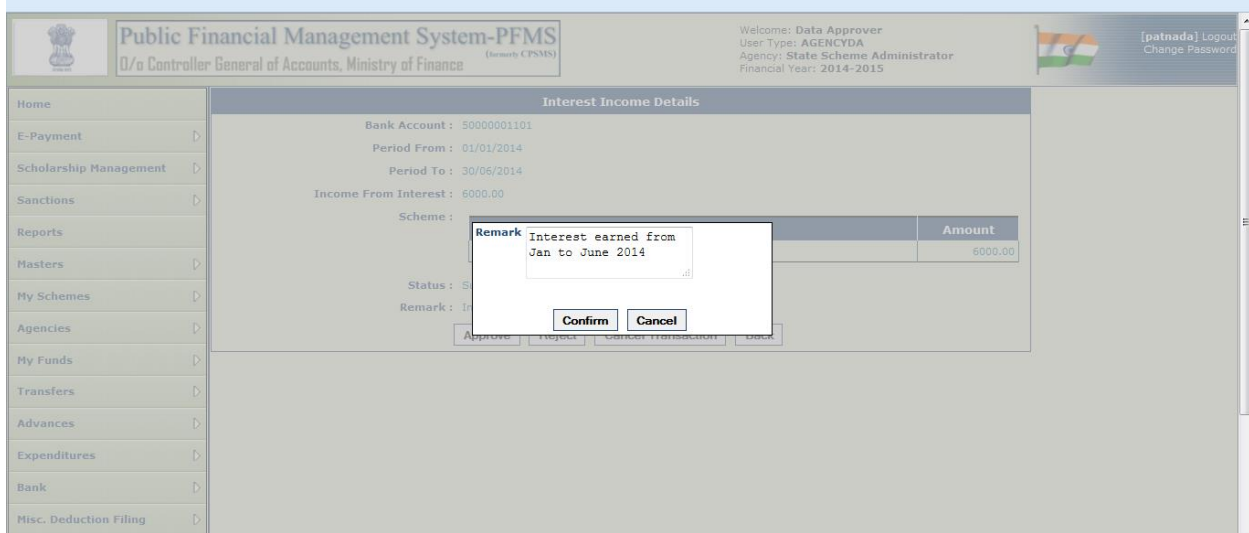 Public Financial Management System-PFMS
(formerly CPSMS)
O/o Controller General of Accounts, Ministry of Finance
Welcome: Data Approver
User Type: AGENCYDA
Agency: State Scheme Administrator
Financial Year: 2014-2015
[patnada] Logout
Change Password
Home
E-Payment
Scholarship Management
Sanctions
Reports
Masters
My Schemes
Agencies
My Funds
Transfers
Advances
Expenditures
Bank
Misc. Deduction Filing
Interest Income Details
Bank Account : 50000001101
Period From : 01/01/2014
Period To : 30/06/2014
Income From Interest : 6000.00
Scheme :
Amount
6000.00
Remark
Interest earned from
Jan to June 2014
Confirm Cancel
Status :
Remark :
Approve Reject Cancel Transaction Back